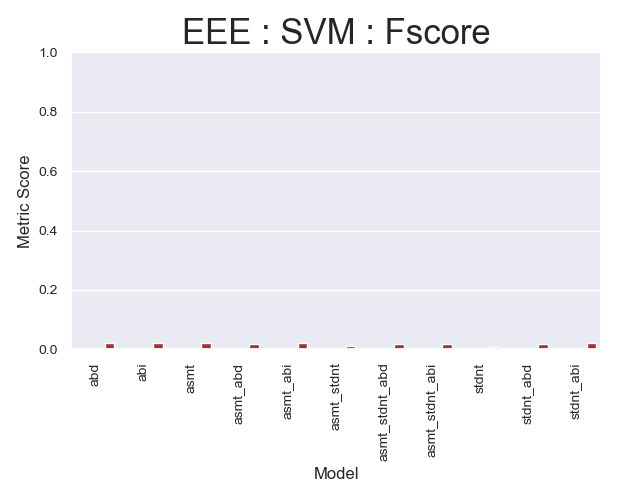 EEE : SVM : Fscore
1.0
0.8
0.6
0.4
0.2
0.0
Metric Score
abd
abi
asmt
asmt_abd
asmt_abi
asmt_stdnt
asmt_stdnt_abd
asmt_stdnt_abi
stdnt
stdnt_abd
stdnt_abi
Model